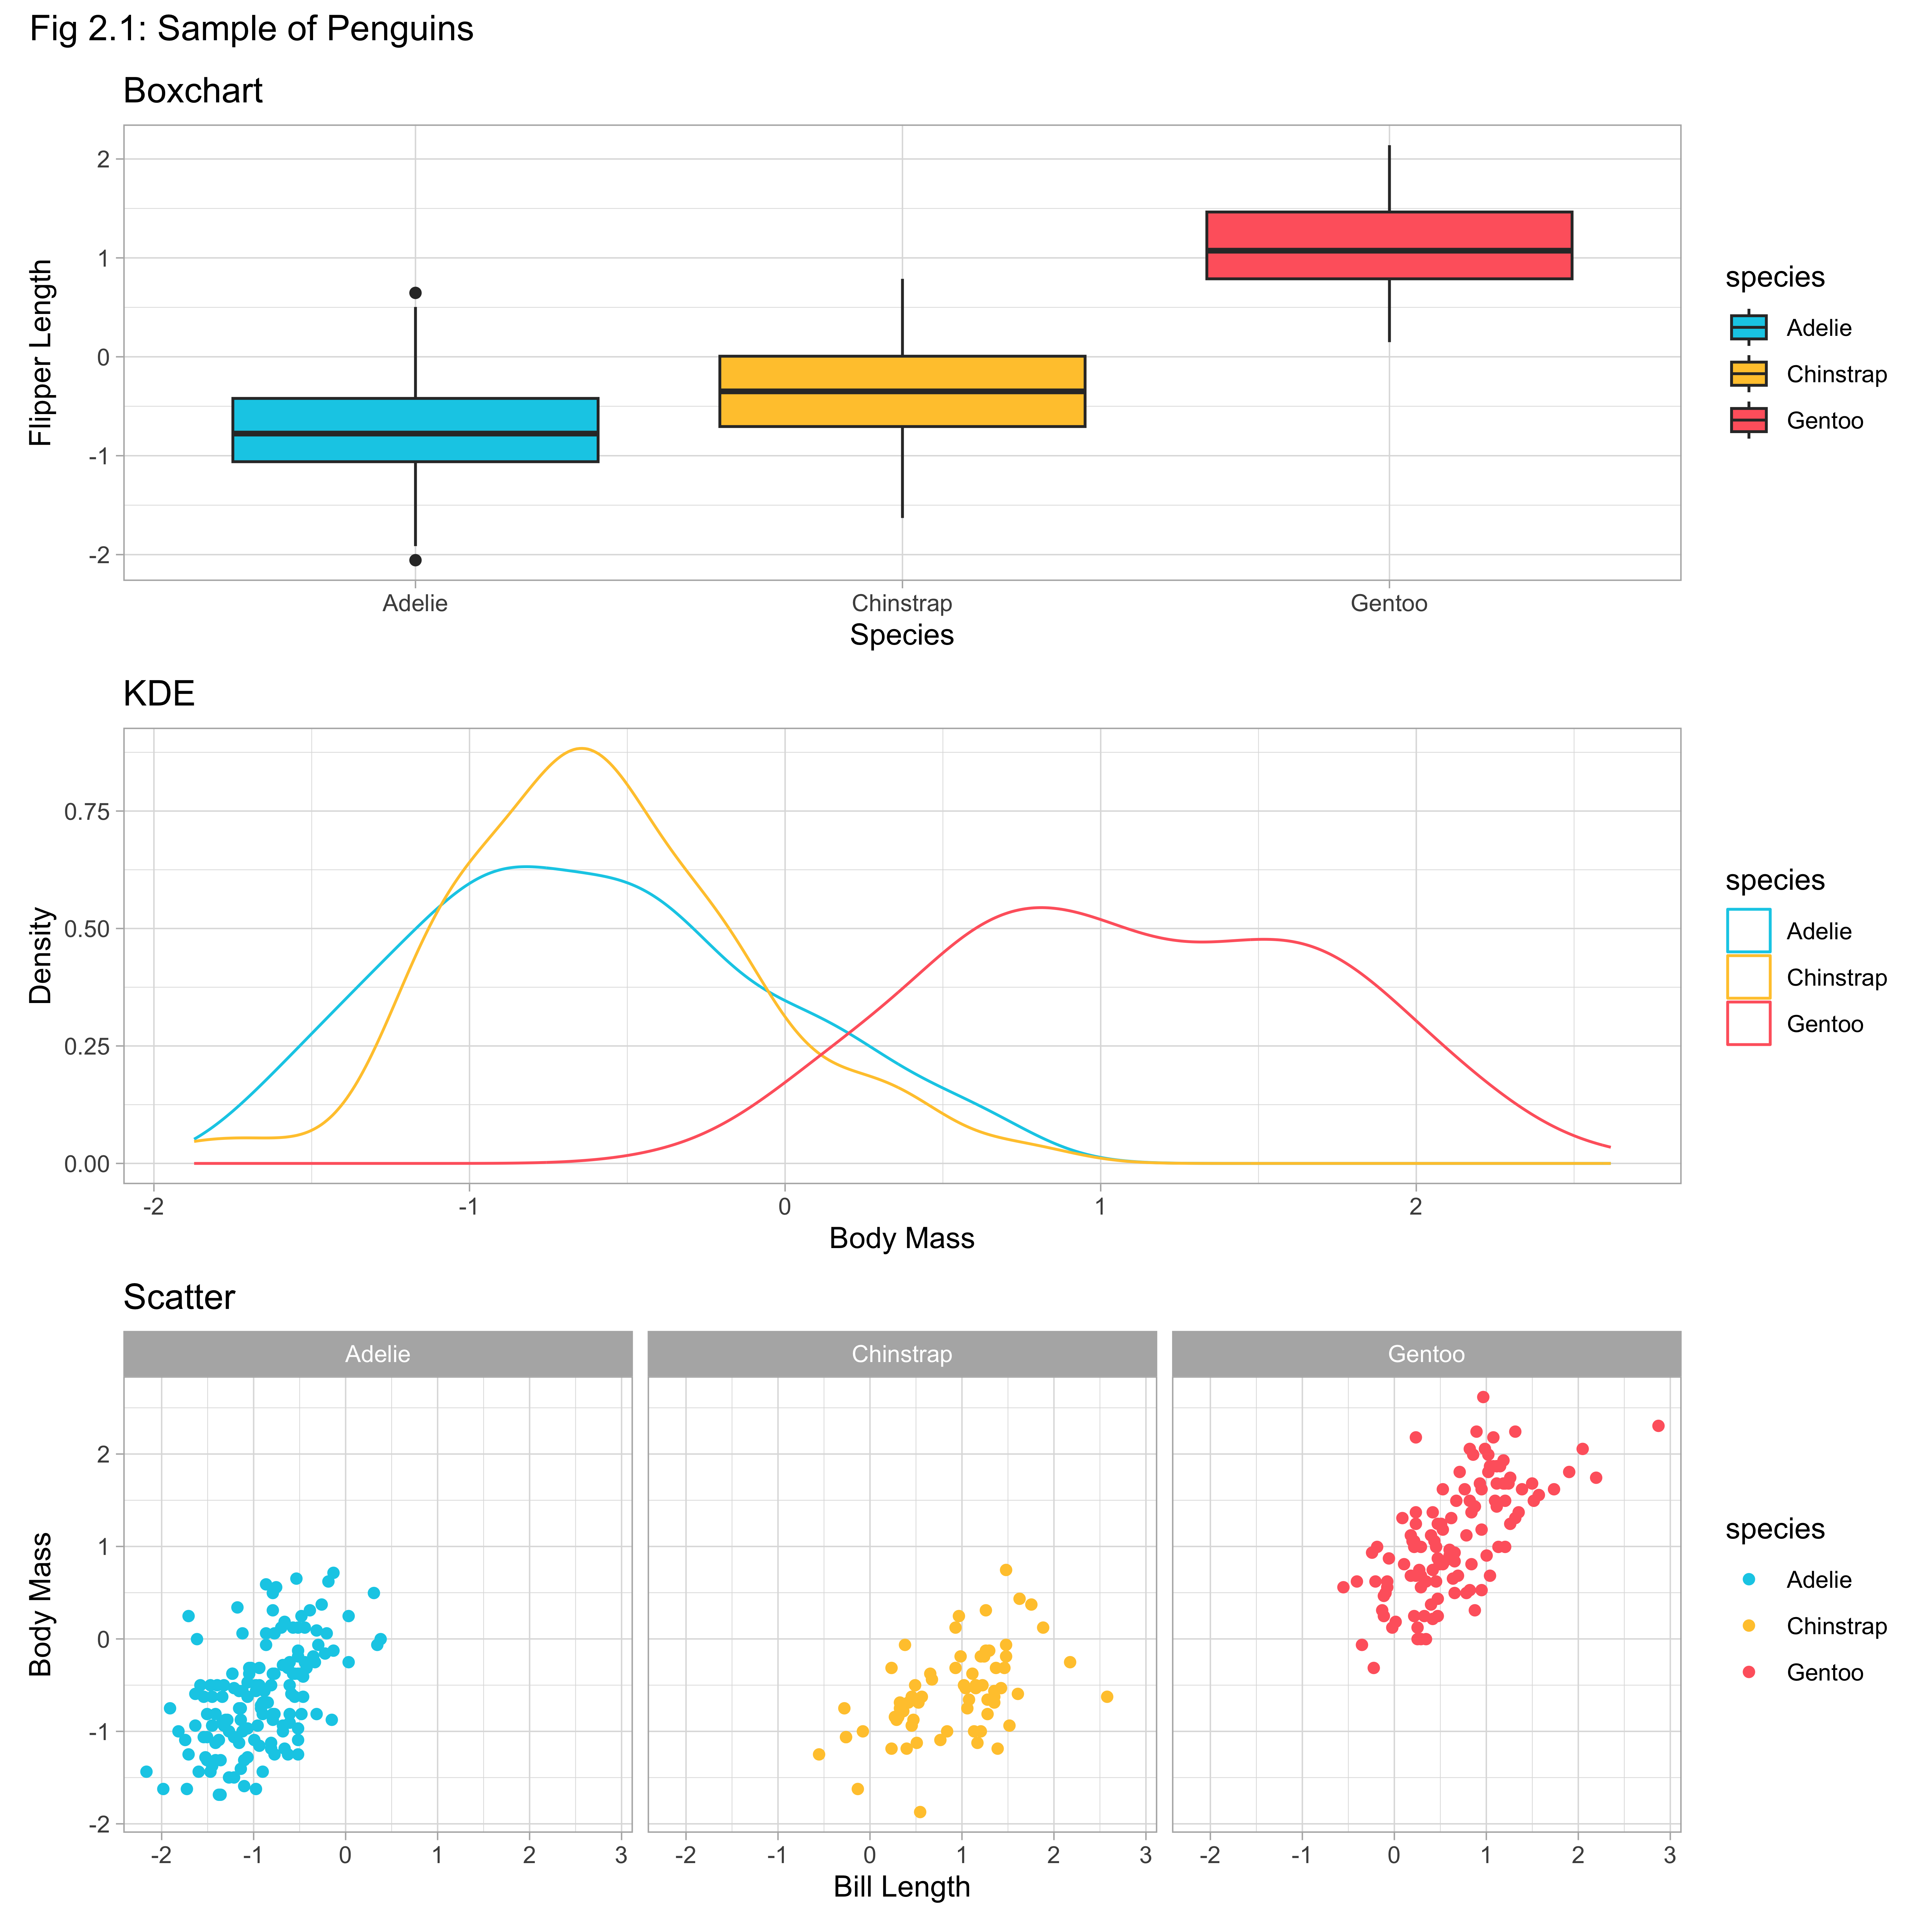 Fig 2.1: Sample of Penguins
Boxchart
2
1
0
-1
-2
Flipper Length
Adelie Chinstrap Gentoo
Species
species
Adelie
Chinstrap
Gentoo
KDE
0.75
0.50
0.25
0.00
Density
-2 -1 0 1 2
Body Mass
species
Adelie
Chinstrap
Gentoo
Scatter
Adelie Chinstrap Gentoo
2
1
0
-1
-2
Body Mass
-2 -1 0 1 2 3 -2 -1 0 1 2 3 -2 -1 0 1 2 3
Bill Length
species
Adelie
Chinstrap
Gentoo